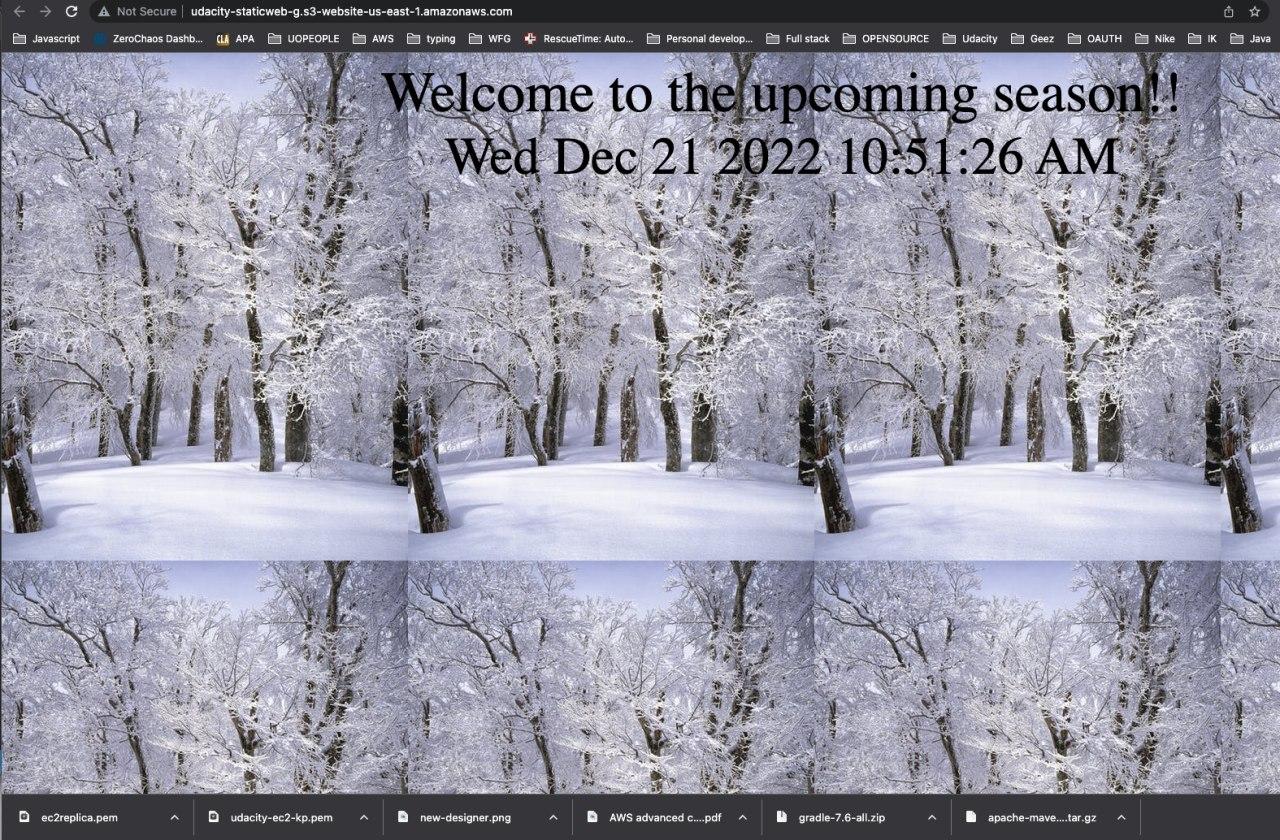 Not Secure udacity-staticweb-g.s3-website-us-east-1.amazonaws.com
Javascript ZeroChaos Dashb... CLA APA UOPEOPLE AWS typing WFG RescueTime: Auto... Personal develop... Full stack OPENSOURCE Udacity Geez OAUTH Nike IK Java
Welcome to the upcoming season!!
Wed Dec 21 2022 10:51:26 AM
ec2replica.pem udacity-ec2-kp.pem new-designer.png AWS advanced c....pdf gradle-7.6-all.zip apache-mave....tar.gz